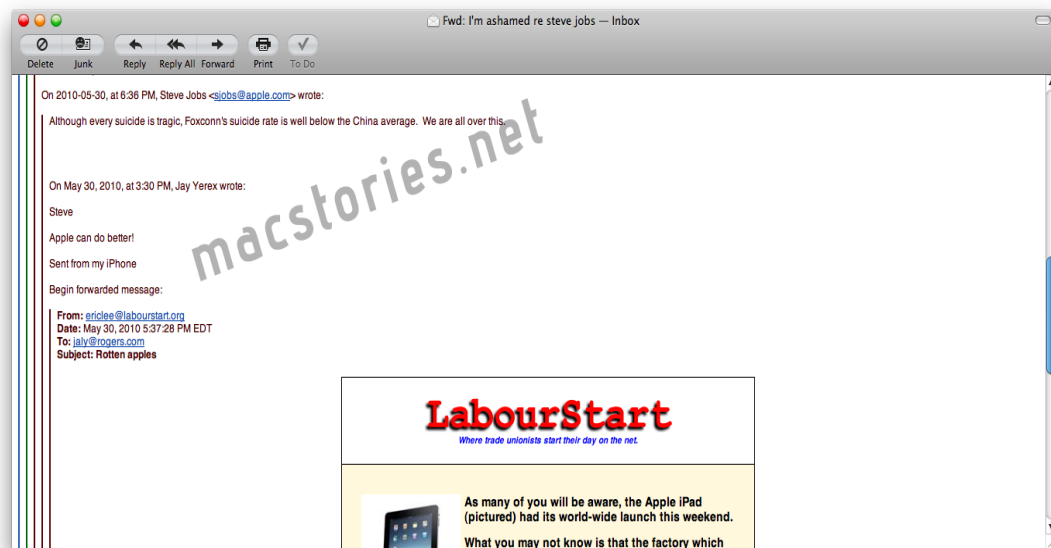 Fwd: I'm ashamed re steve jobs — Inbox
Delete Junk Reply Reply All Forward Print To Do
On 2010-05-30, at 6:36 PM, Steve Jobs <sjobs@apple.com> wrote:
Although every suicide is tragic, Foxconn's suicide rate is well below the China average. We are all over this.
macstories.net
On May 30, 2010, at 3:30 PM, Jay Yerex wrote:
Steve
Apple can do better!
Sent from my iPhone
Begin forwarded message:
From: ericlee@labourstart.org
Date: May 30, 2010 5:37:28 PM EDT
To: jaly@rogers.com
Subject: Rotten apples
LabourStart
Where trade unionists start their day on the net.
As many of you will be aware, the Apple iPad
(pictured) had its world-wide launch this weekend.
What you may not know is that the factory which